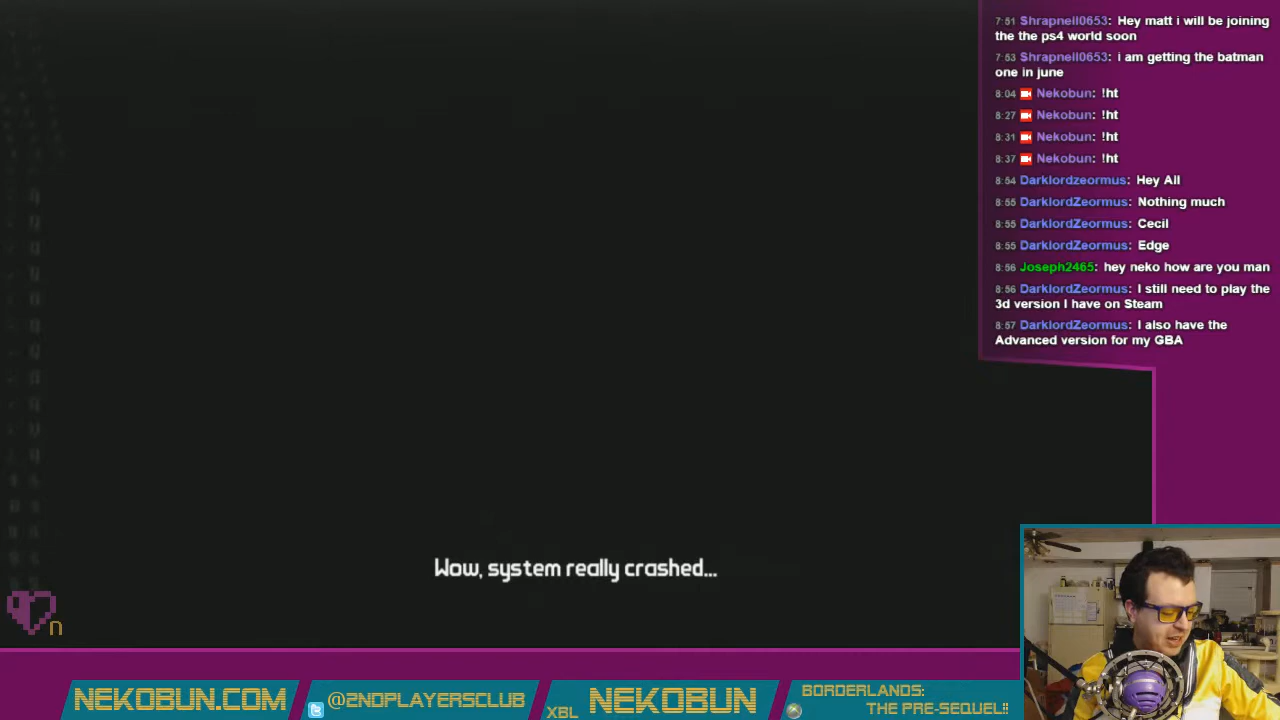 7:51 Shrapnell0653: Hey matt i will be joining
the the ps4 world soon
7:53 Shrapnell0653: i am getting the batman
one in june
8:04 Nekobun: !ht
8:27 Nekobun: !ht
8:31 Nekobun: !ht
8:37 Nekobun: !ht
8:54 Darklordzeormus: Hey All
8:55 DarklordZeormus: Nothing much
8:55 DarklordZeormus: Cecil
8:55 DarklordZeormus: Edge
8:56 Joseph2465: hey neko how are you man
8:56 DarklordZeormus: I still need to play the
3d version I have on Steam
8:57 DarklordZeormus: I also have the
Advanced version for my GBA
Wow, system really crashed...
n
NEKOBUN.COM
@2NDPLAYERSCLUB
XBL NEKOBUN
BORDERLANDS:
THE PRE-SEQUEL!!